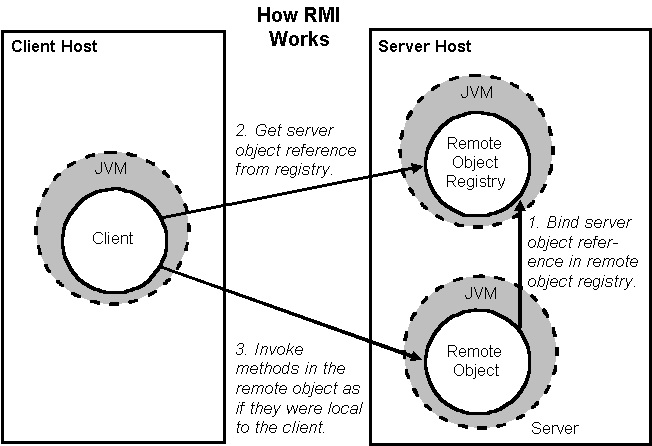 How RMI
Works
Client Host
Server Host
JVM
Remote
Object
Registry
2. Get server
object reference
from registry.
JVM
Client
1. Bind server
object refer-
ence in remote
object registry.
JVM
Remote
Object
3. Invoke
methods in the
remote object as
if they were local
to the client.
Server